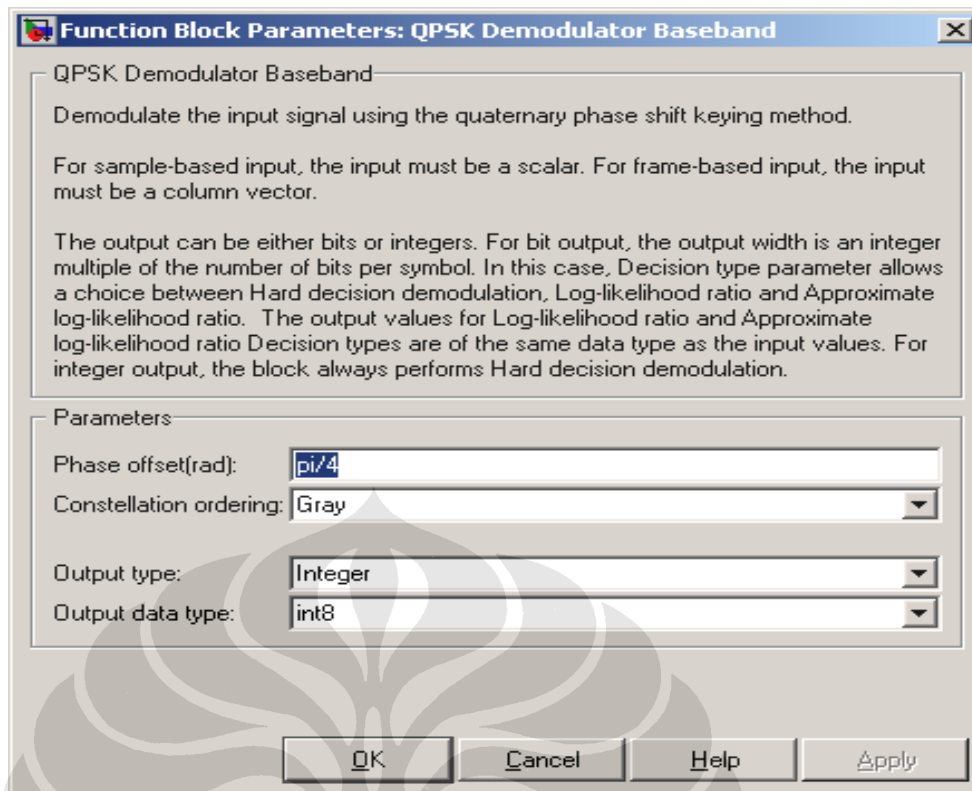 Function Block Parameters: QPSK Demodulator Baseband
QPSK Demodulator Baseband
Demodulate the input signal using the quaternary phase shift keying method.
For sample-based input, the input must be a scalar. For frame-based input, the input
must be a column vector.
The output can be either bits or integers. For bit output, the output width is an integer
multiple of the number of bits per symbol. In this case, Decision type parameter allows
a choice between Hard decision demodulation, Log-likelihood ratio and Approximate
log-likelihood ratio.  The output values for Log-likelihood ratio and Approximate
log-likelihood ratio Decision types are of the same data type as the input values. For
integer output, the block always performs Hard decision demodulation.
Parameters
Phase offset(rad): pi/4
Constellation ordering: Gray
Output type: Integer
Output data type: int8
OK Cancel Help Apply